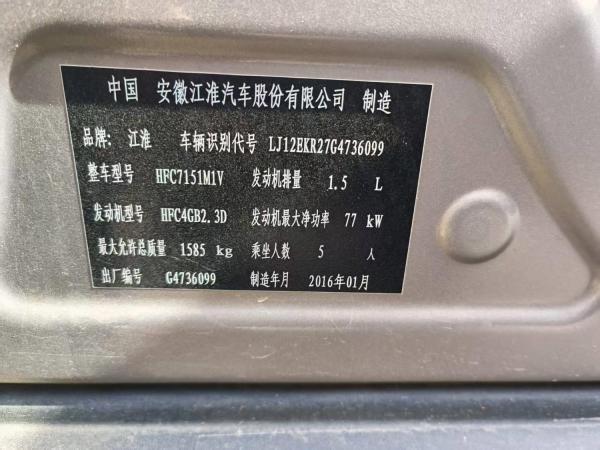 中国 安徽江淮汽车股份有限公司 制造
品牌: 江淮 车辆识别代号 LJ12EKR27G4736099
整车型号 HFC7151M1V 发动机排量 1.5 L
发动机型号 HFC4GB2.3D 发动机最大净功率 77 kW
最大允许总质量 1585 kg 乘坐人数 5 人
出厂编号 G4736099 制造年月 2016年01月